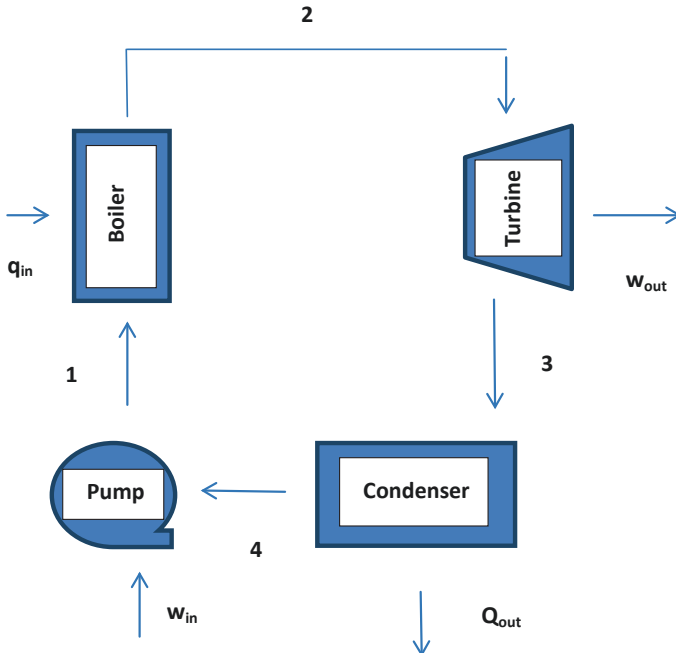 2
Boiler
Turbine
qin
wout
1
3
Pump
Condenser
4
win
Qout